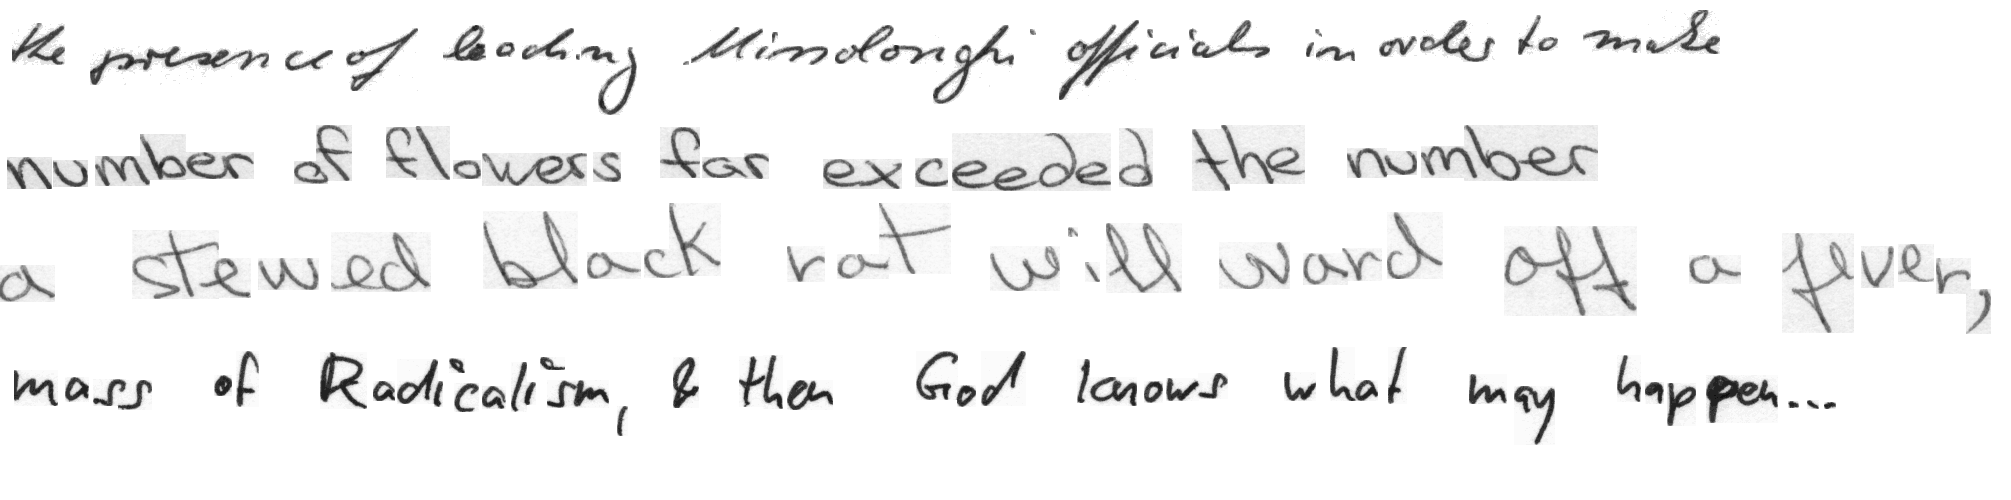 the presence of leading Missolonghi officials in order to make
number of flowers far exceeded the number
a stewed black rat will ward off a fever,
mass of Radicalism, & then God knows what may happen...